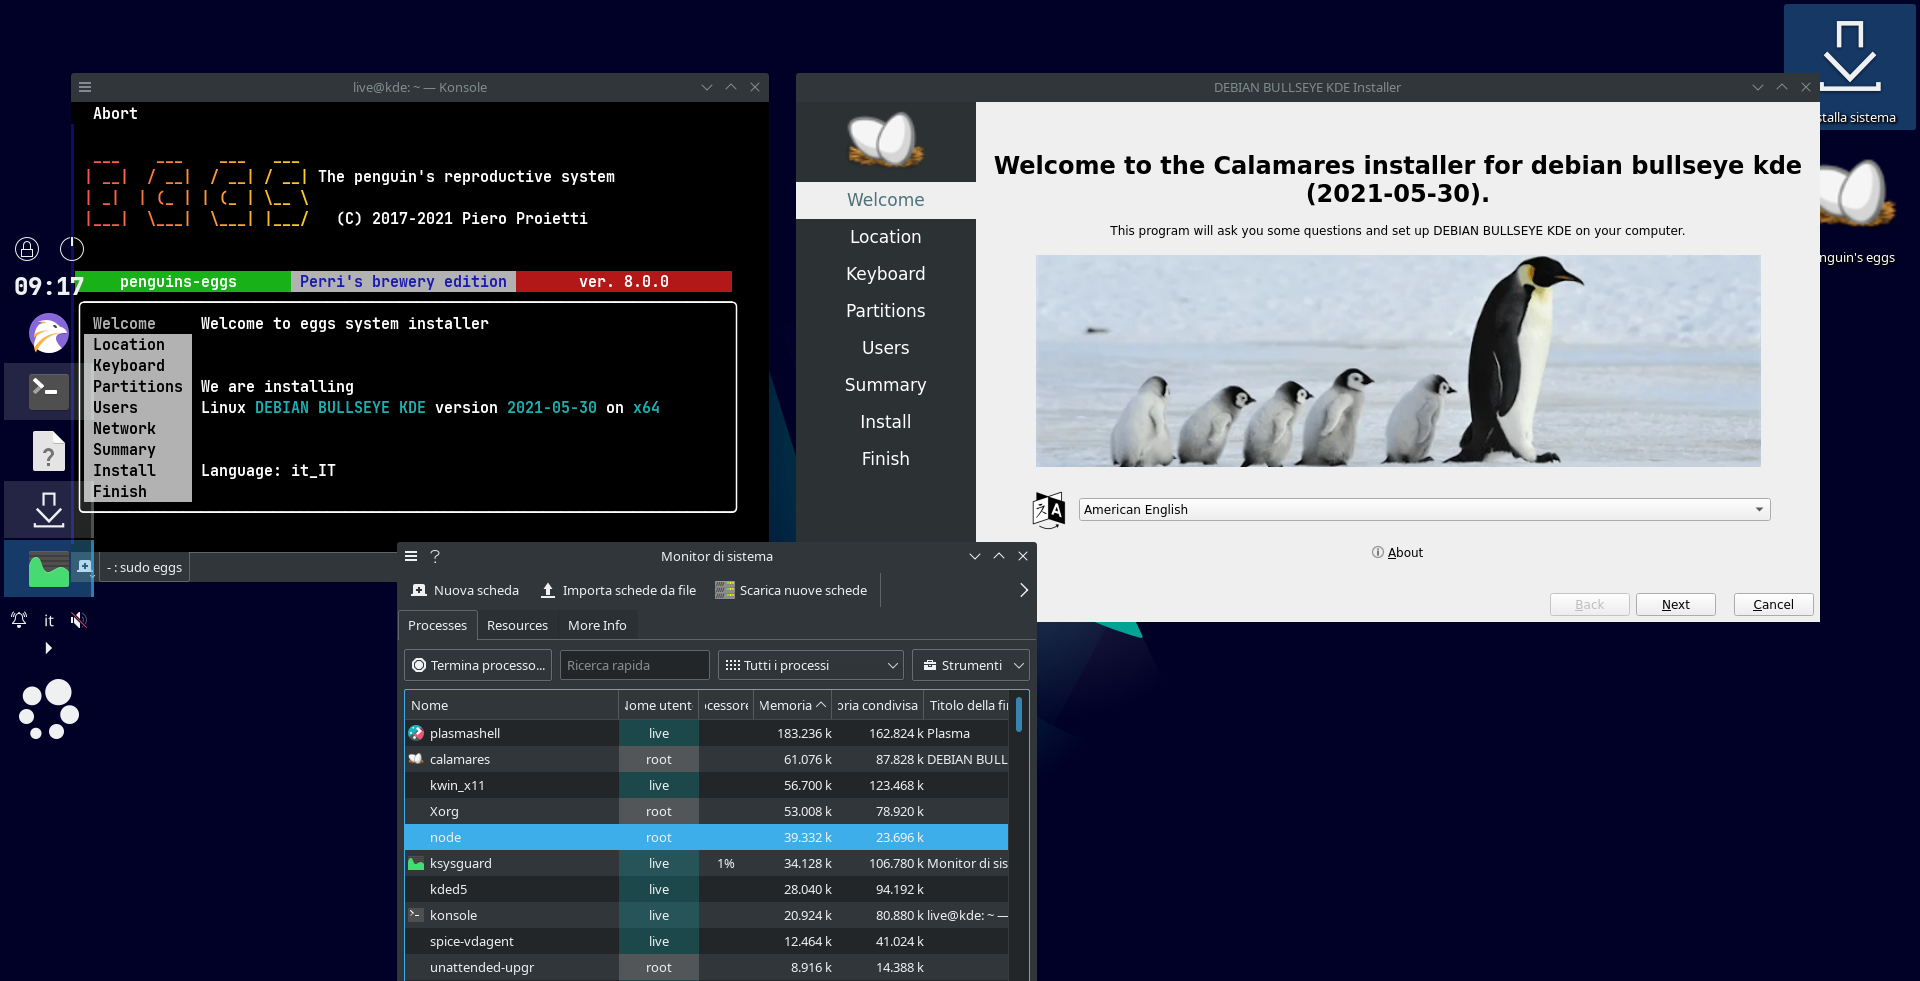 live@kde: ~ — Konsole
Abort
The penguin's reproductive system
(C) 2017-2021 Piero Proietti
penguins-eggs Perri's brewery edition ver. 8.0.0
Welcome Welcome to eggs system installer
Location
Keyboard
Partitions We are installing
Users Linux DEBIAN BULLSEYE KDE version 2021-05-30 on x64
Network
Summary
Install Language: it_IT
Finish
- : sudo eggs
09:17
it
DEBIAN BULLSEYE KDE Installer
Welcome
Location
Keyboard
Partitions
Users
Summary
Install
Finish
Welcome to the Calamares installer for debian bullseye kde
(2021-05-30).
This program will ask you some questions and set up DEBIAN BULLSEYE KDE on your computer.
American English
About
Back Next Cancel
stalla sistema
nguin's eggs
Monitor di sistema
Nuova scheda Importa schede da file Scarica nuove schede
Processes Resources More Info
Termina processo... Ricerca rapida Tutti i processi Strumenti
Nome Nome utent cessore Memoria oria condivisa Titolo della fi
plasmashell live 183.236 k 162.824 k Plasma
calamares root 61.076 k 87.828 k DEBIAN BULL
kwin_x11 live 56.700 k 123.468 k
Xorg root 53.008 k 78.920 k
node root 39.332 k 23.696 k
ksysguard live 1% 34.128 k 106.780 k Monitor di sis
kded5 live 28.040 k 94.192 k
konsole live 20.924 k 80.880 k live@kde: ~ —
spice-vdagent live 12.464 k 41.024 k
unattended-upgr root 8.916 k 14.388 k